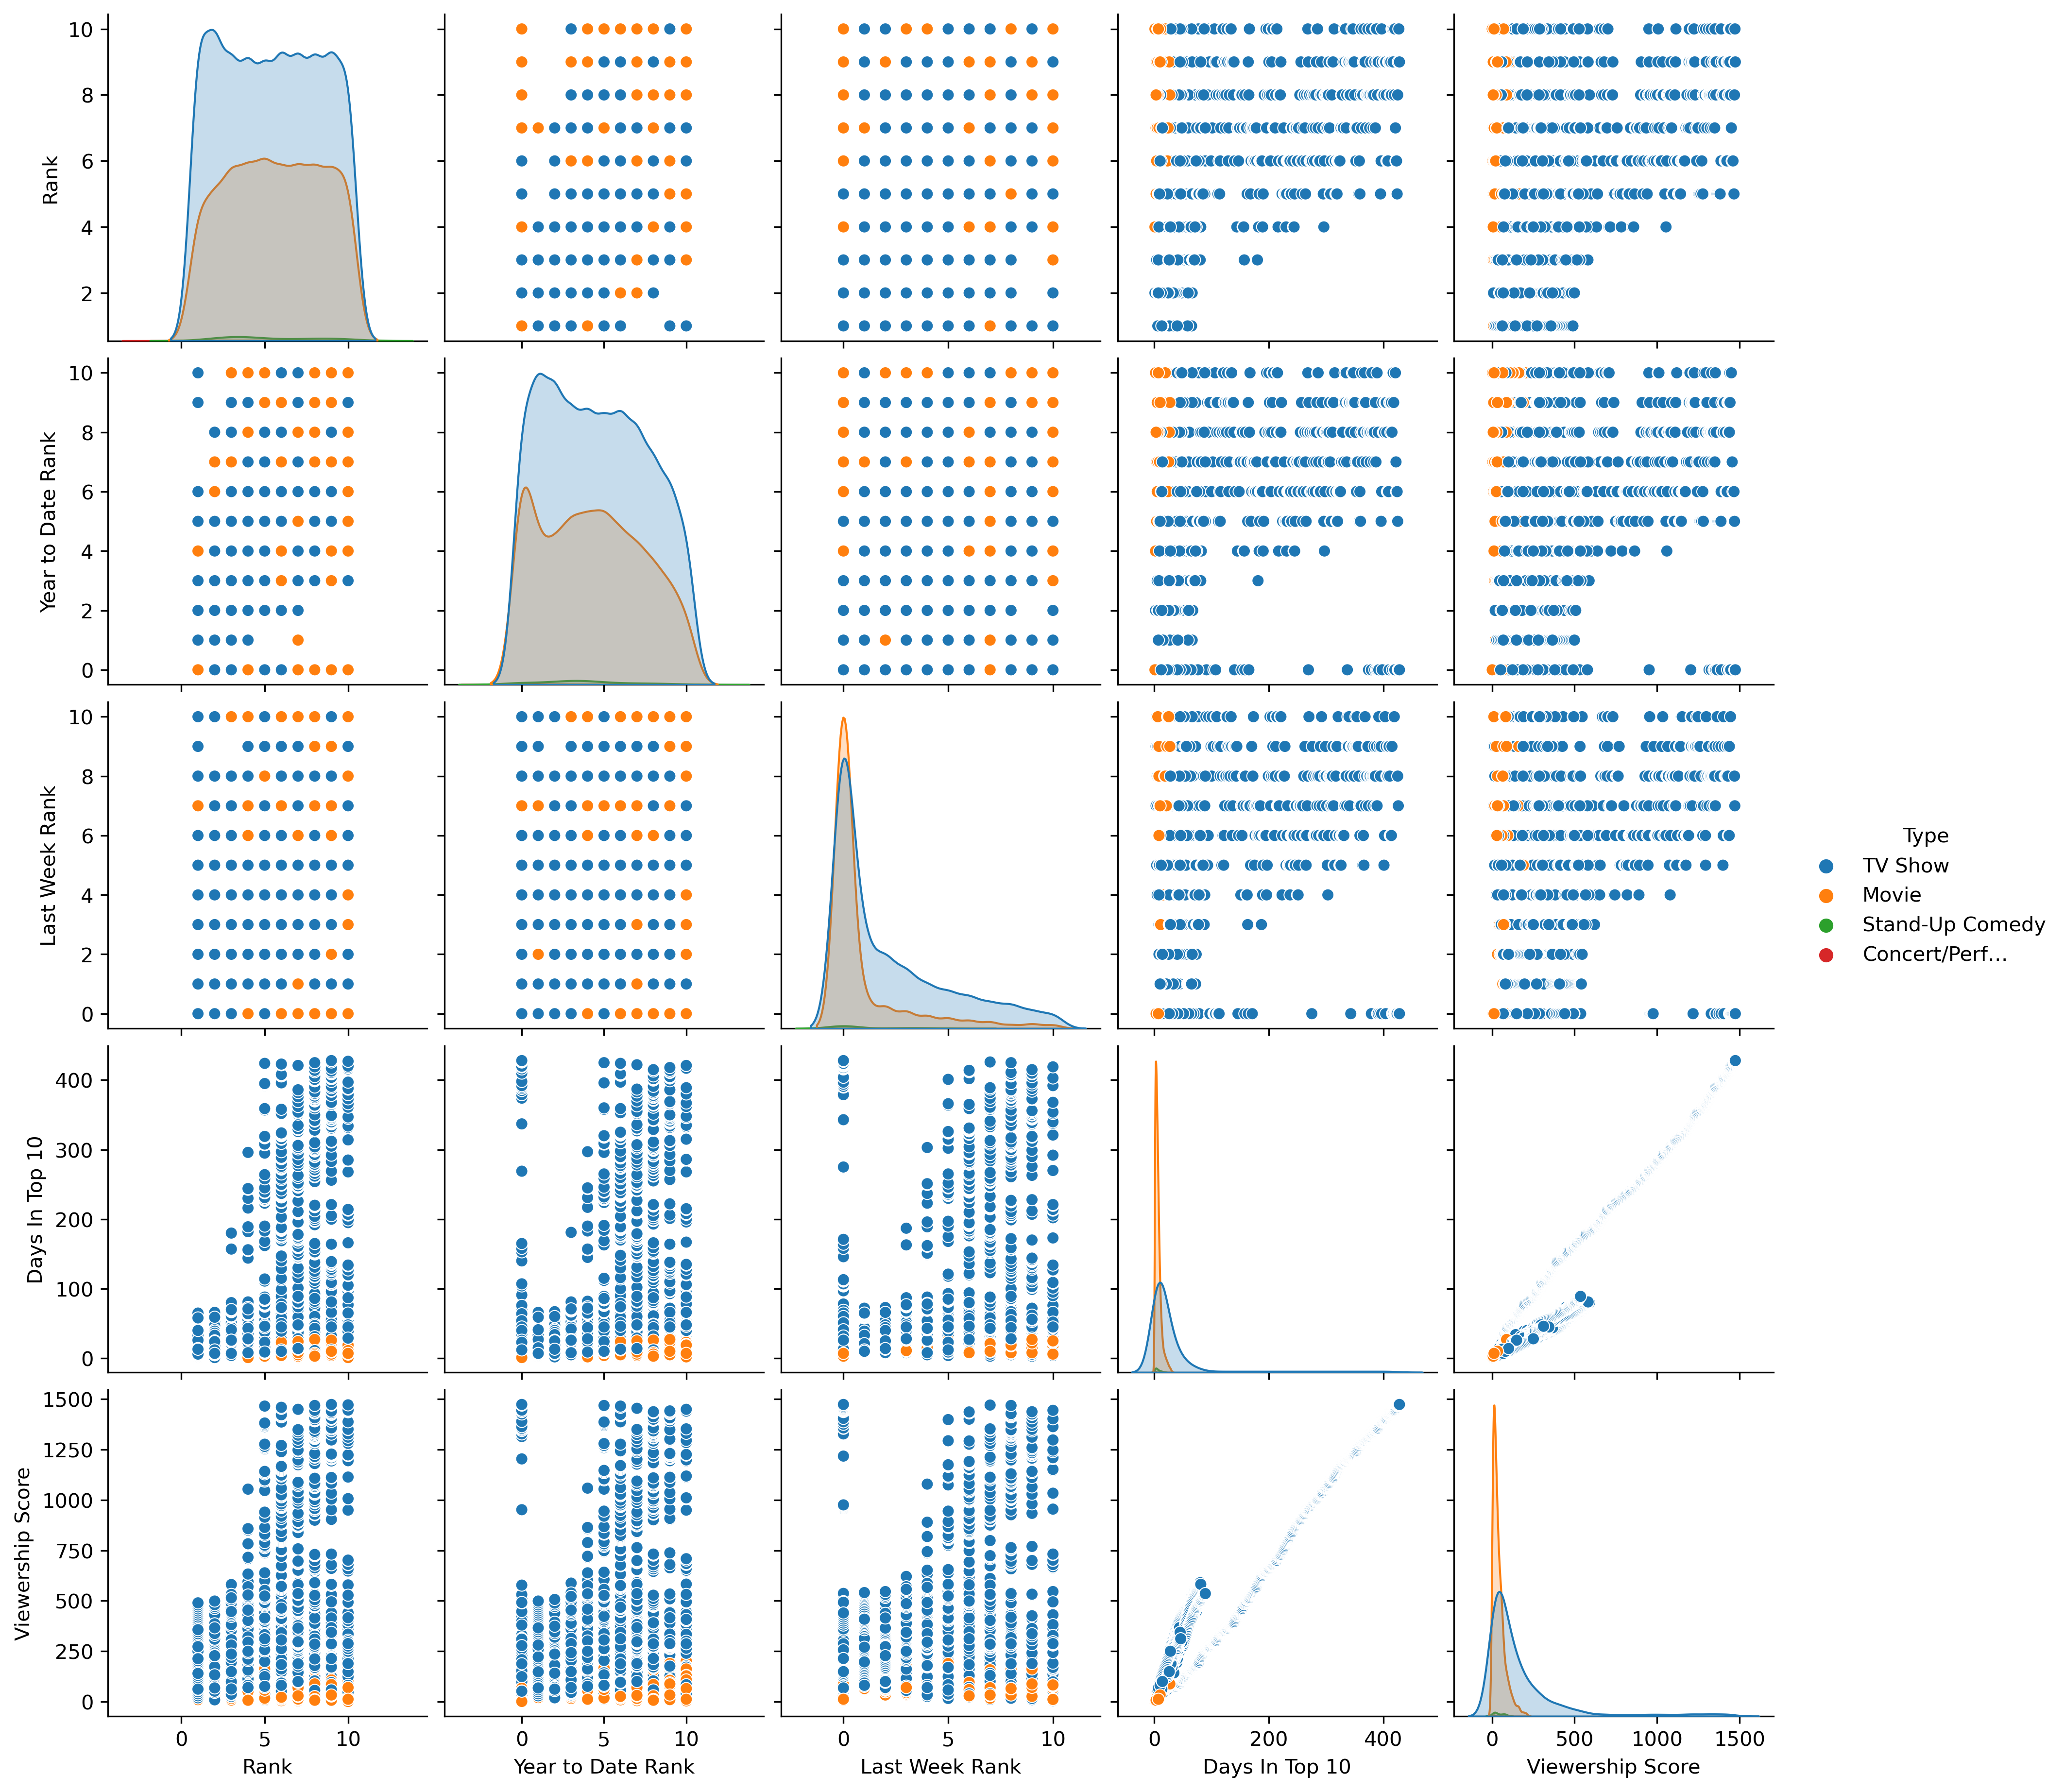 10
8
6
4
2
Rank
10
8
6
4
2
0
Year to Date Rank
10
8
6
4
2
0
Last Week Rank
400
300
200
100
0
Days In Top 10
1500
1250
1000
750
500
250
0
Viewership Score
0 5 10
Rank
0 5 10
Year to Date Rank
0 5 10
Last Week Rank
0 200 400
Days In Top 10
0 500 1000 1500
Viewership Score
Type
TV Show
Movie
Stand-Up Comedy
Concert/Perf…